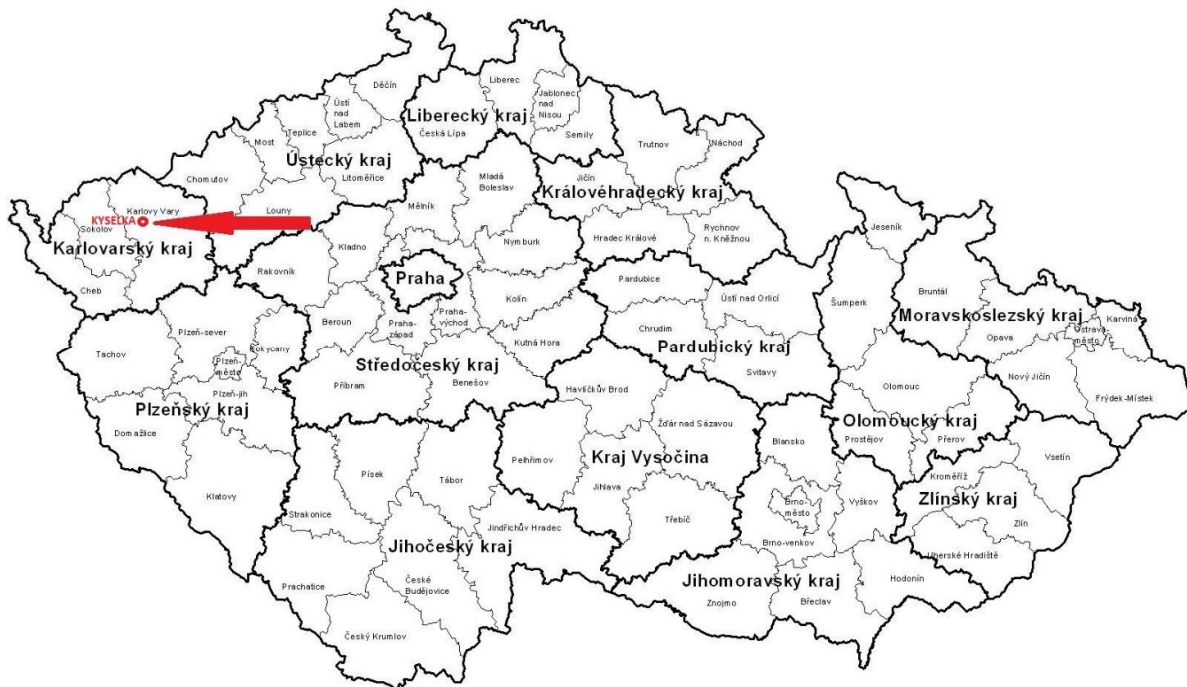 Děčín
Liberec
Ústí
nad
Labem
Jablonec
nad
Nisou
Liberecký kraj
Teplice
Česká Lípa
Semily
Most
Ústecký kraj
Trutnov
Náchod
Chomutov
Litoměřice
Mladá
Boleslav
Jičín
Královéhradecký kraj
Karlovy Vary
Louny
Mělník
KYSELKA
Sokolov
Karlovarský kraj
Kladno
Nymburk
Hradec Králové
Rychnov
n. Kněžnou
Jeseník
Rakovník
Praha
Cheb
Kolín
Pardubice
Ústí nad Orlicí
Šumperk
Bruntál
Moravskoslezský kraj
Karviná
Ostrava
město
Opava
Beroun
Praha-
západ
Praha-
východ
Plzeň-sever
Rokycany
Tachov
Plzeň
město
Kutná Hora
Chrudim
Pardubický kraj
Svitavy
Středočeský kraj
Příbram
Benešov
Havlíčkův Brod
Olomouc
Nový Jičín
Frýdek-Místek
Plzeň-jih
Plzeňský kraj
Domažlice
Žďár nad Sázavou
Olomoucký kraj
Prostějov
Přerov
Blansko
Vsetín
Klatovy
Písek
Tábor
Pelhřimov
Kraj Vysočina
Jihlava
Kroměříž
Zlínský kraj
Zlín
Brno-
město
Vyškov
Strakonice
Jindřichův Hradec
Třebíč
Jihočeský kraj
Brno-venkov
Uherské Hradiště
Prachatice
České
Budějovice
Jihomoravský kraj
Hodonín
Znojmo
Břeclav
Český Krumlov